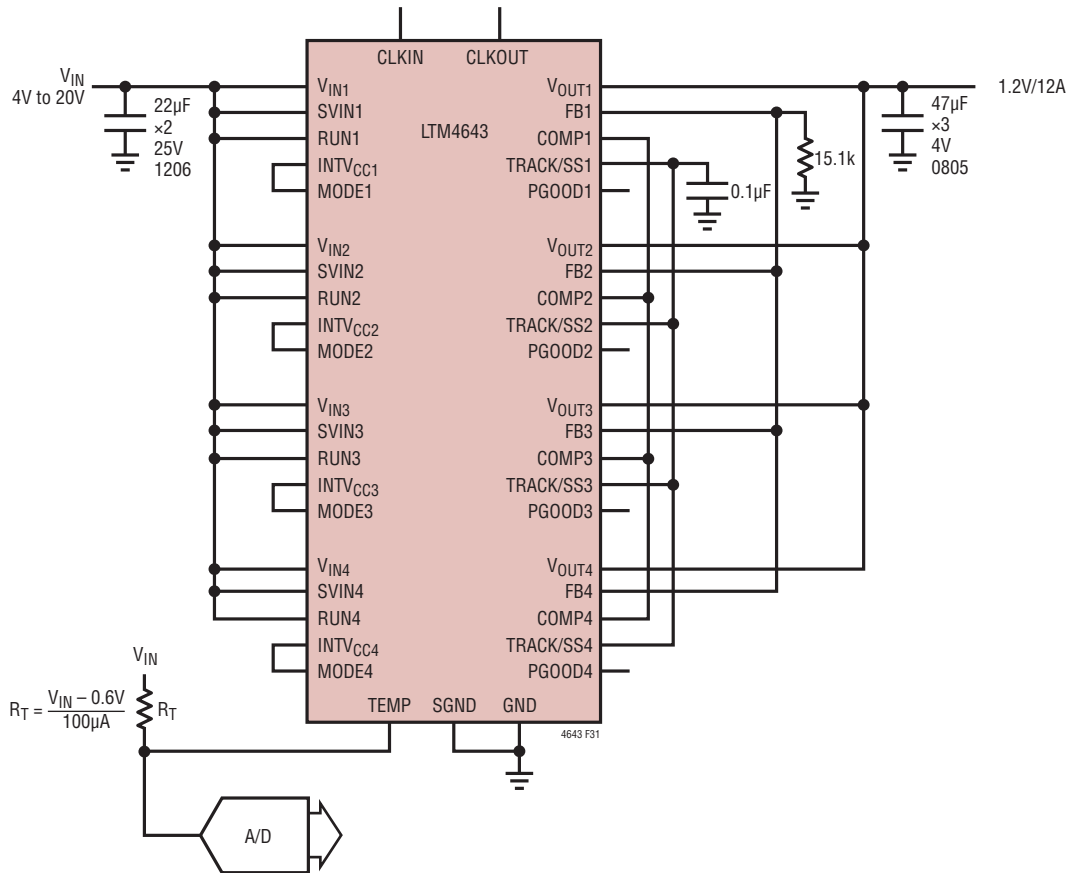 CLKIN CLKOUT
LTM4643
VIN
4V to 20V
22µF
×2
25V
1206
VIN1
SVIN1
RUN1
INTVCC1
MODE1
VIN2
SVIN2
RUN2
INTVCC2
MODE2
VIN3
SVIN3
RUN3
INTVCC3
MODE3
VIN4
SVIN4
RUN4
INTVCC4
MODE4
VOUT1
FB1
COMP1
TRACK/SS1
PGOOD1
VOUT2
FB2
COMP2
TRACK/SS2
PGOOD2
VOUT3
FB3
COMP3
TRACK/SS3
PGOOD3
VOUT4
FB4
COMP4
TRACK/SS4
PGOOD4
0.1µF
15.1k
47µF
×3
4V
0805
1.2V/12A
TEMP SGND GND
4643 F31
VIN
RT = VIN – 0.6V
100µA
RT
A/D